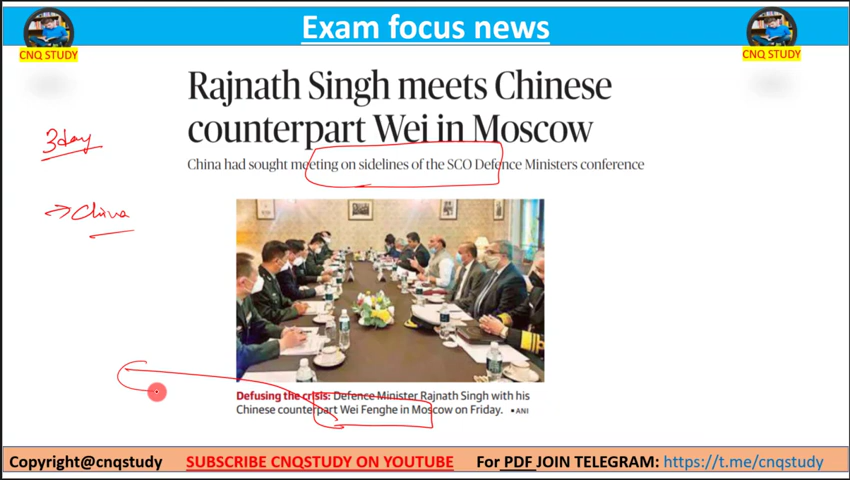 Exam focus news
CNQ STUDY
CNQ STUDY
Rajnath Singh meets Chinese
counterpart Wei in Moscow
China had sought meeting on sidelines of the SCO Defence Ministers conference
3day
→ China
Defusing the crisis: Defence Minister Rajnath Singh with his
Chinese counterpart Wei Fenghe in Moscow on Friday. • ANI
Copyright@cnqstudy SUBSCRIBE CNQSTUDY ON YOUTUBE For PDF JOIN TELEGRAM: https://t.me/cnqstudy